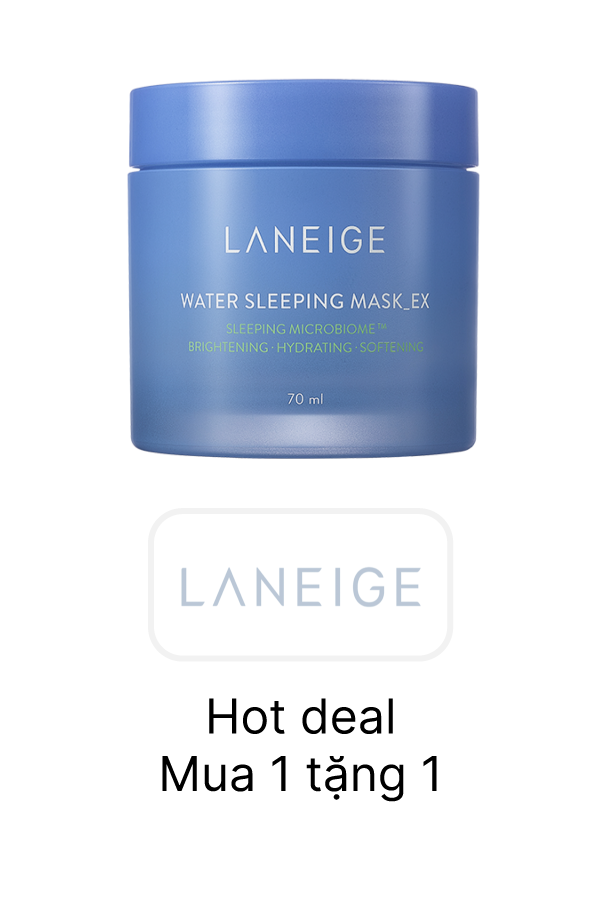 LANEIGE
WATER SLEEPING MASK_EX
SLEEPING MICROBIOME™
BRIGHTENING · HYDRATING · SOFTENING
70 ml
LANEIGE
Hot deal
Mua 1 tặng 1